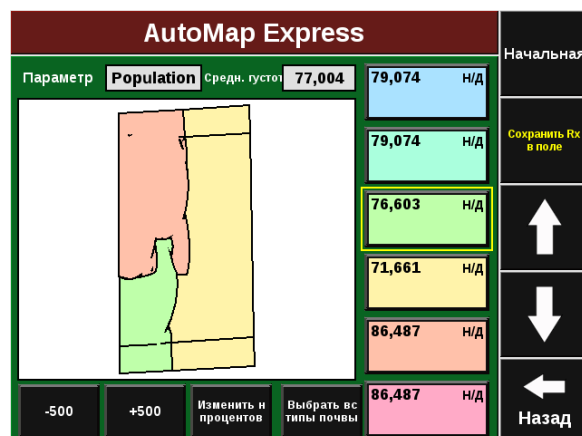 AutoMap Express
Начальная
Параметр Population Средн. густот 77,004
79,074 Н/Д
Сохранить Rx
в поле
79,074 Н/Д
76,603 Н/Д
71,661 Н/Д
86,487 Н/Д
86,487 Н/Д
-500
+500
Изменить н
процентов
Выбрать вс
типы почвы
Назад